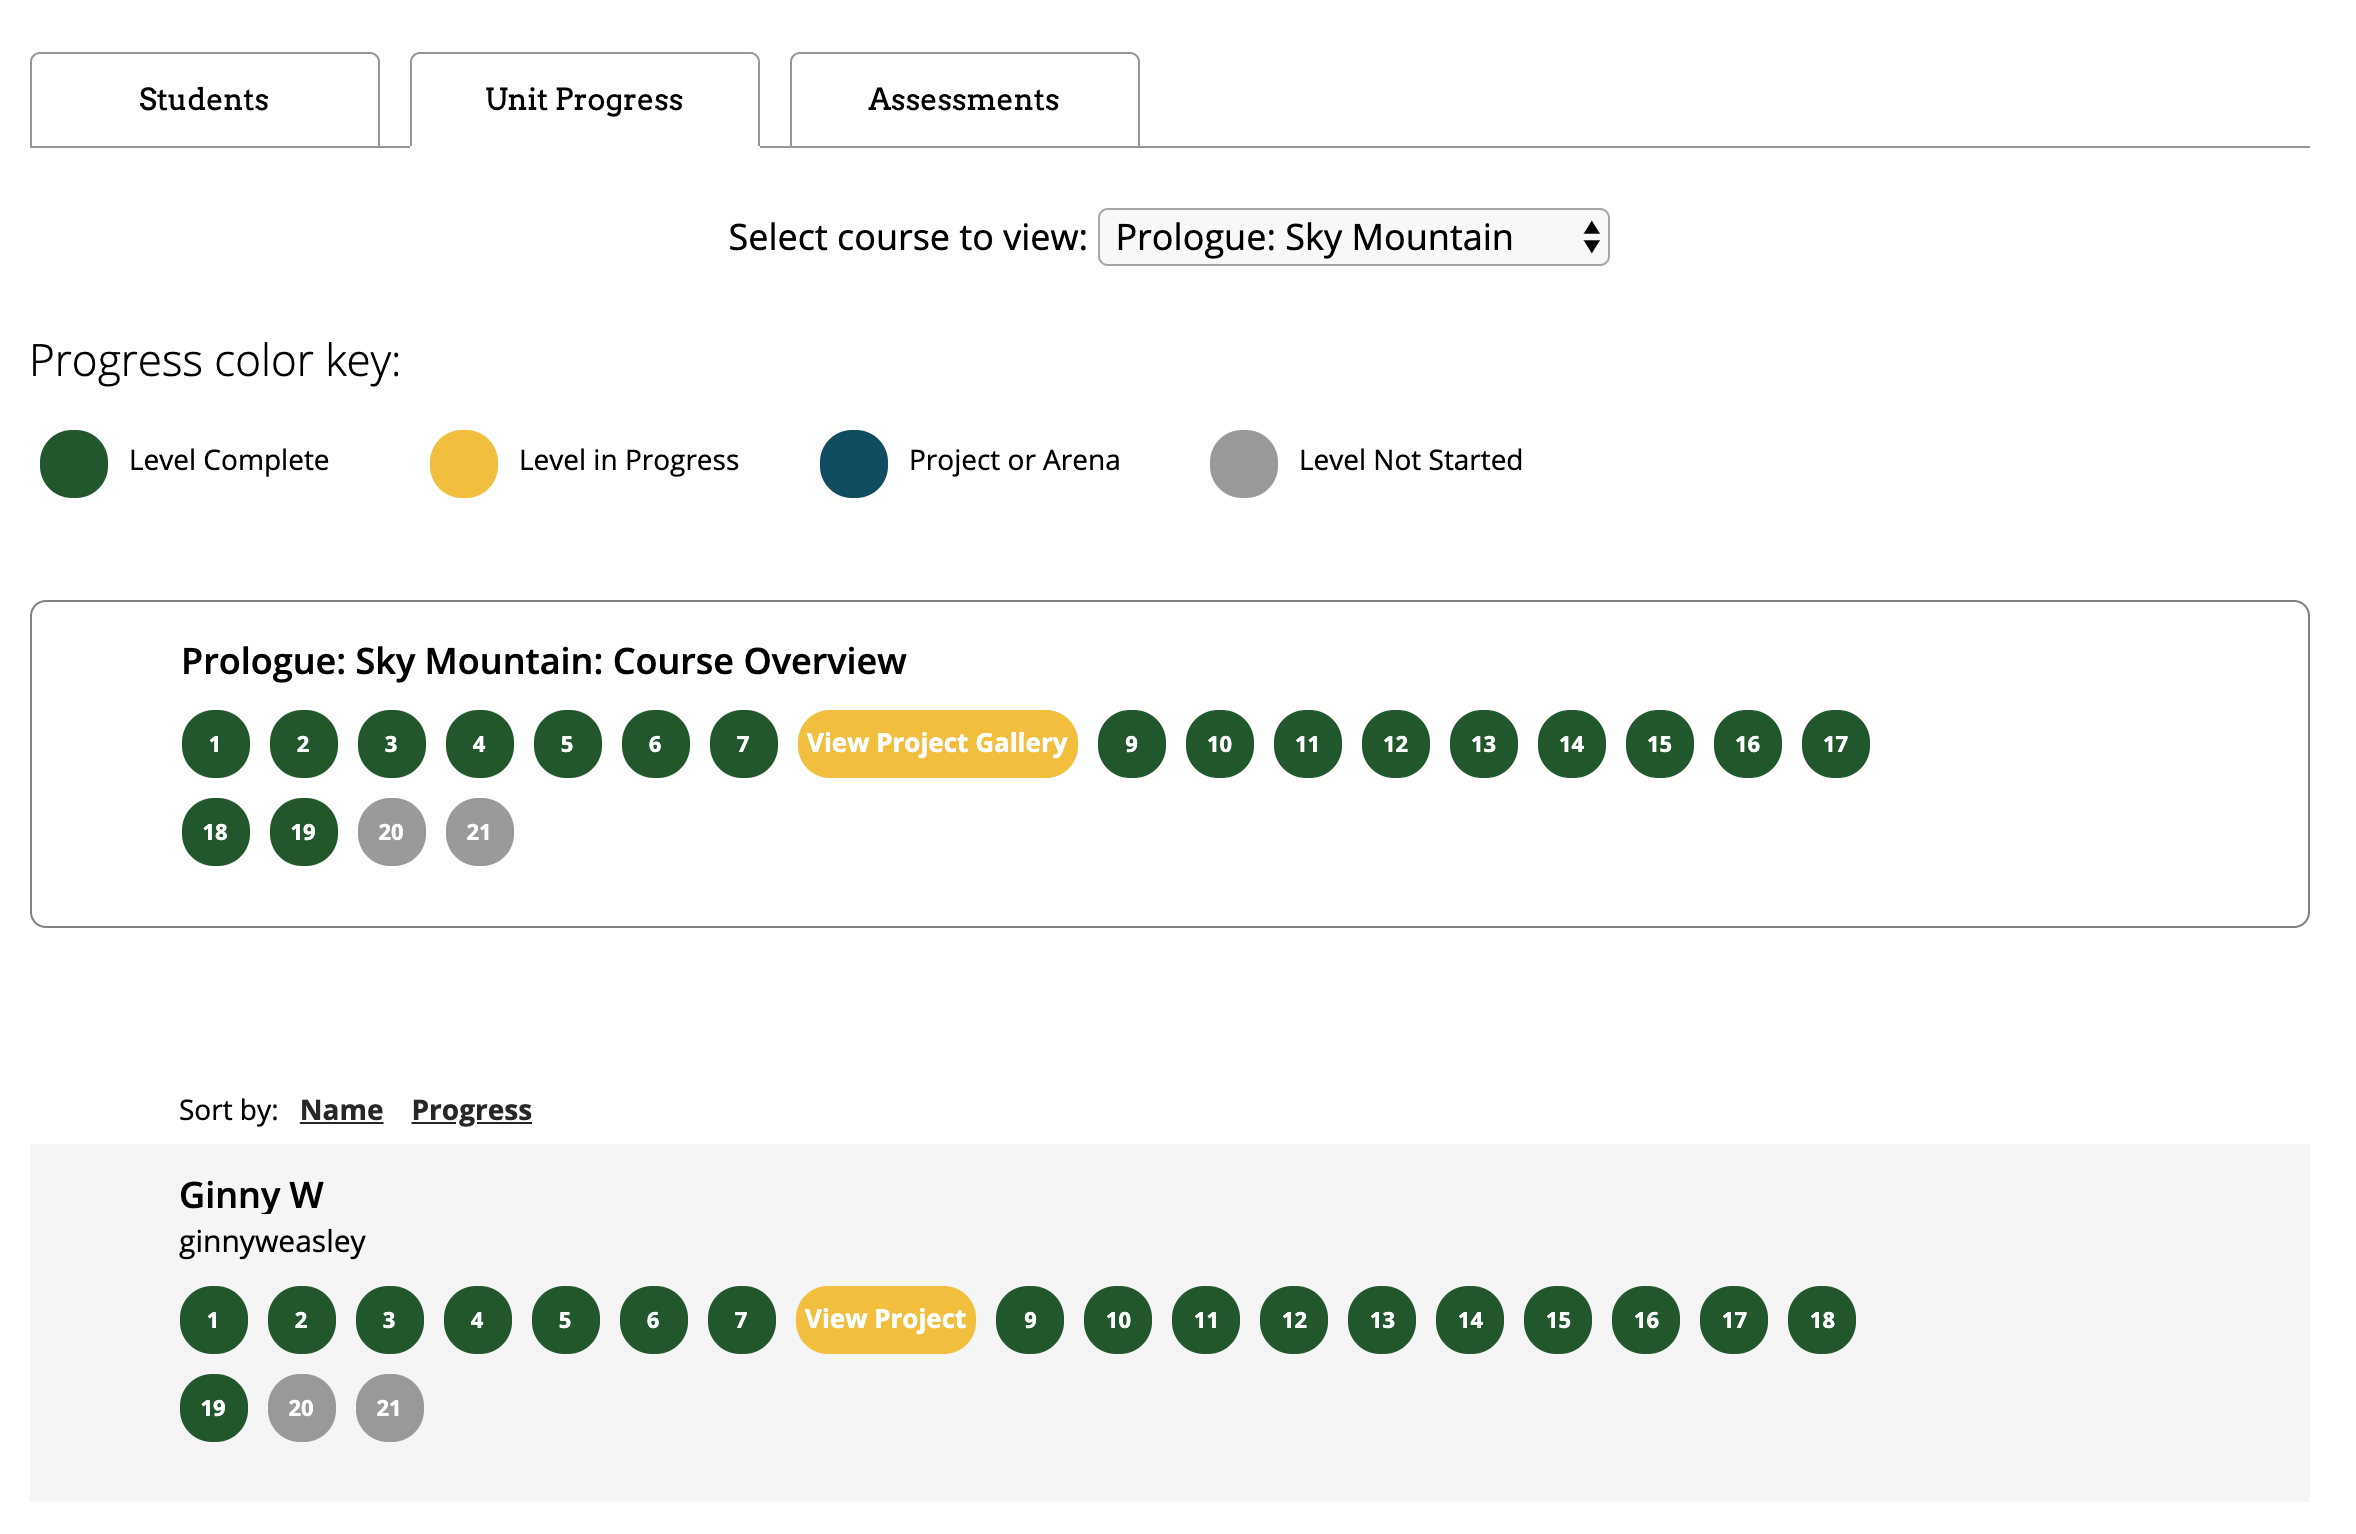 Students Unit Progress Assessments
Select course to view: Prologue: Sky Mountain
Progress color key:
Level Complete Level in Progress Project or Arena Level Not Started
Prologue: Sky Mountain: Course Overview
1 2 3 4 5 6 7 View Project Gallery 9 10 11 12 13 14 15 16 17
18 19 20 21
Sort by: Name Progress
Ginny W
ginnyweasley
1 2 3 4 5 6 7 View Project 9 10 11 12 13 14 15 16 17 18
19 20 21